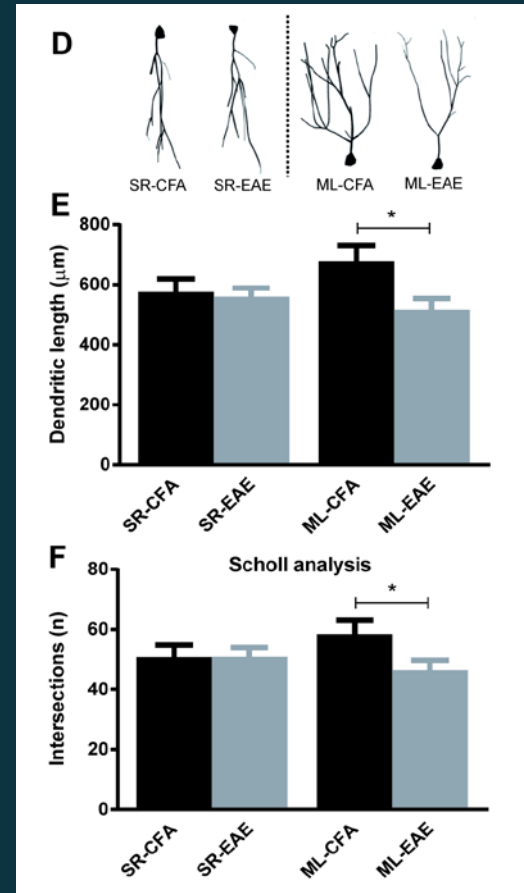 D
SR-CFA SR-EAE ML-CFA ML-EAE
E
Dendritic length (μm)
800
600
400
200
0
*
SR-CFA SR-EAE ML-CFA ML-EAE
F
Scholl analysis
Intersections (n)
80
60
40
20
0
*
SR-CFA SR-EAE ML-CFA ML-EAE